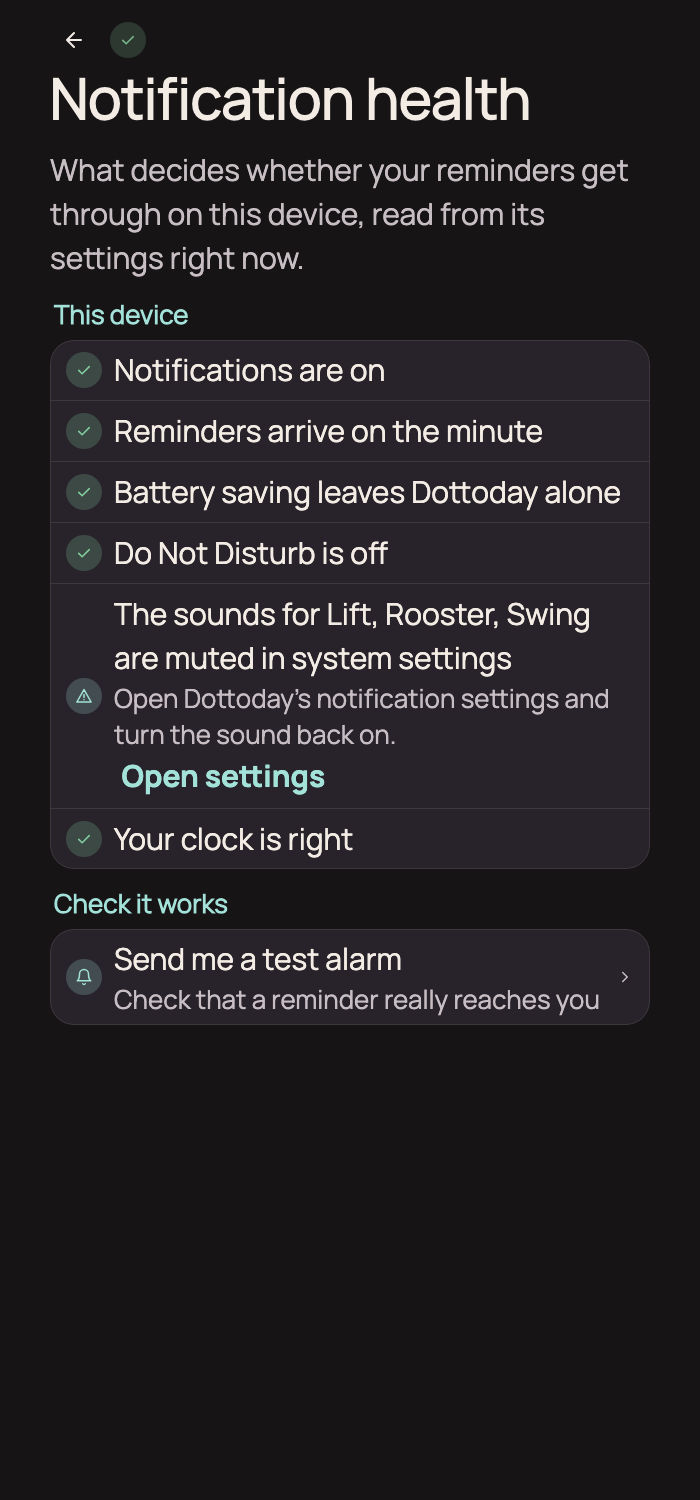 Notification health
What decides whether your reminders get
through on this device, read from its
settings right now.
This device
Notifications are on
Reminders arrive on the minute
Battery saving leaves Dottoday alone
Do Not Disturb is off
The sounds for Lift, Rooster, Swing
are muted in system settings
Open Dottoday’s notification settings and
turn the sound back on.
Open settings
Your clock is right
Check it works
Send me a test alarm
Check that a reminder really reaches you